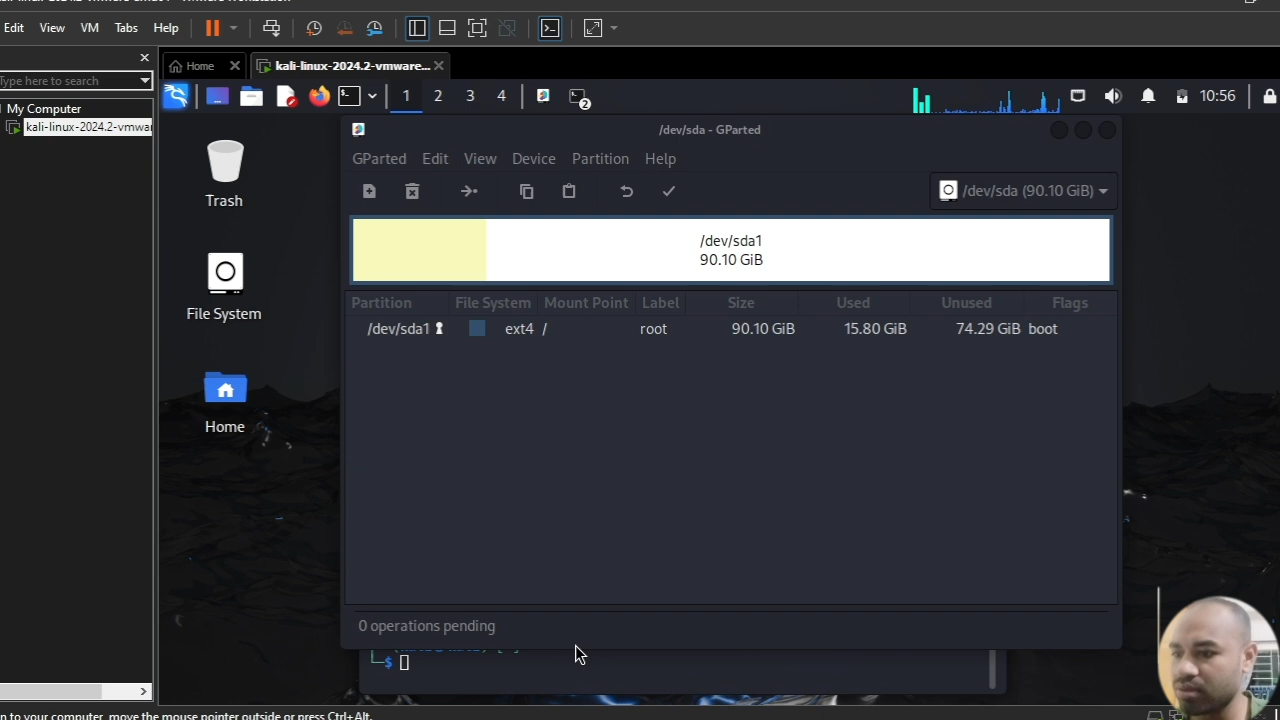 Edit View VM Tabs Help
Type here to search
My Computer
kali-linux-2024.2-vmwar
Home
kali-linux-2024.2-vmware...
1 2 3 4
2
10:56
Trash
File System
Home
/dev/sda - GParted
GParted Edit View Device Partition Help
/dev/sda (90.10 GiB)
/dev/sda1
90.10 GiB
Partition File System Mount Point Label Size Used Unused Flags
/dev/sda1 ext4 / root 90.10 GiB 15.80 GiB 74.29 GiB boot
0 operations pending
$
n to your computer, move the mouse pointer outside or press Ctrl+Alt.